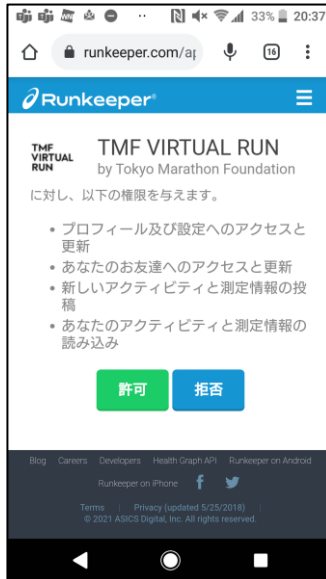 33% 20:37
runkeeper.com/ap
16
Runkeeper®
TMF
VIRTUAL
RUN
TMF VIRTUAL RUN
by Tokyo Marathon Foundation
に対し、以下の権限を与えます。
• プロフィール及び設定へのアクセスと
更新
• あなたのお友達へのアクセスと更新
• 新しいアクティビティと測定情報の投
稿
• あなたのアクティビティと測定情報の
読み込み
許可 拒否
Blog Careers Developers Health Graph API Runkeeper on Android
Runkeeper on iPhone
Terms | Privacy (updated 5/25/2018) |
© 2021 ASICS Digital, Inc. All rights reserved.